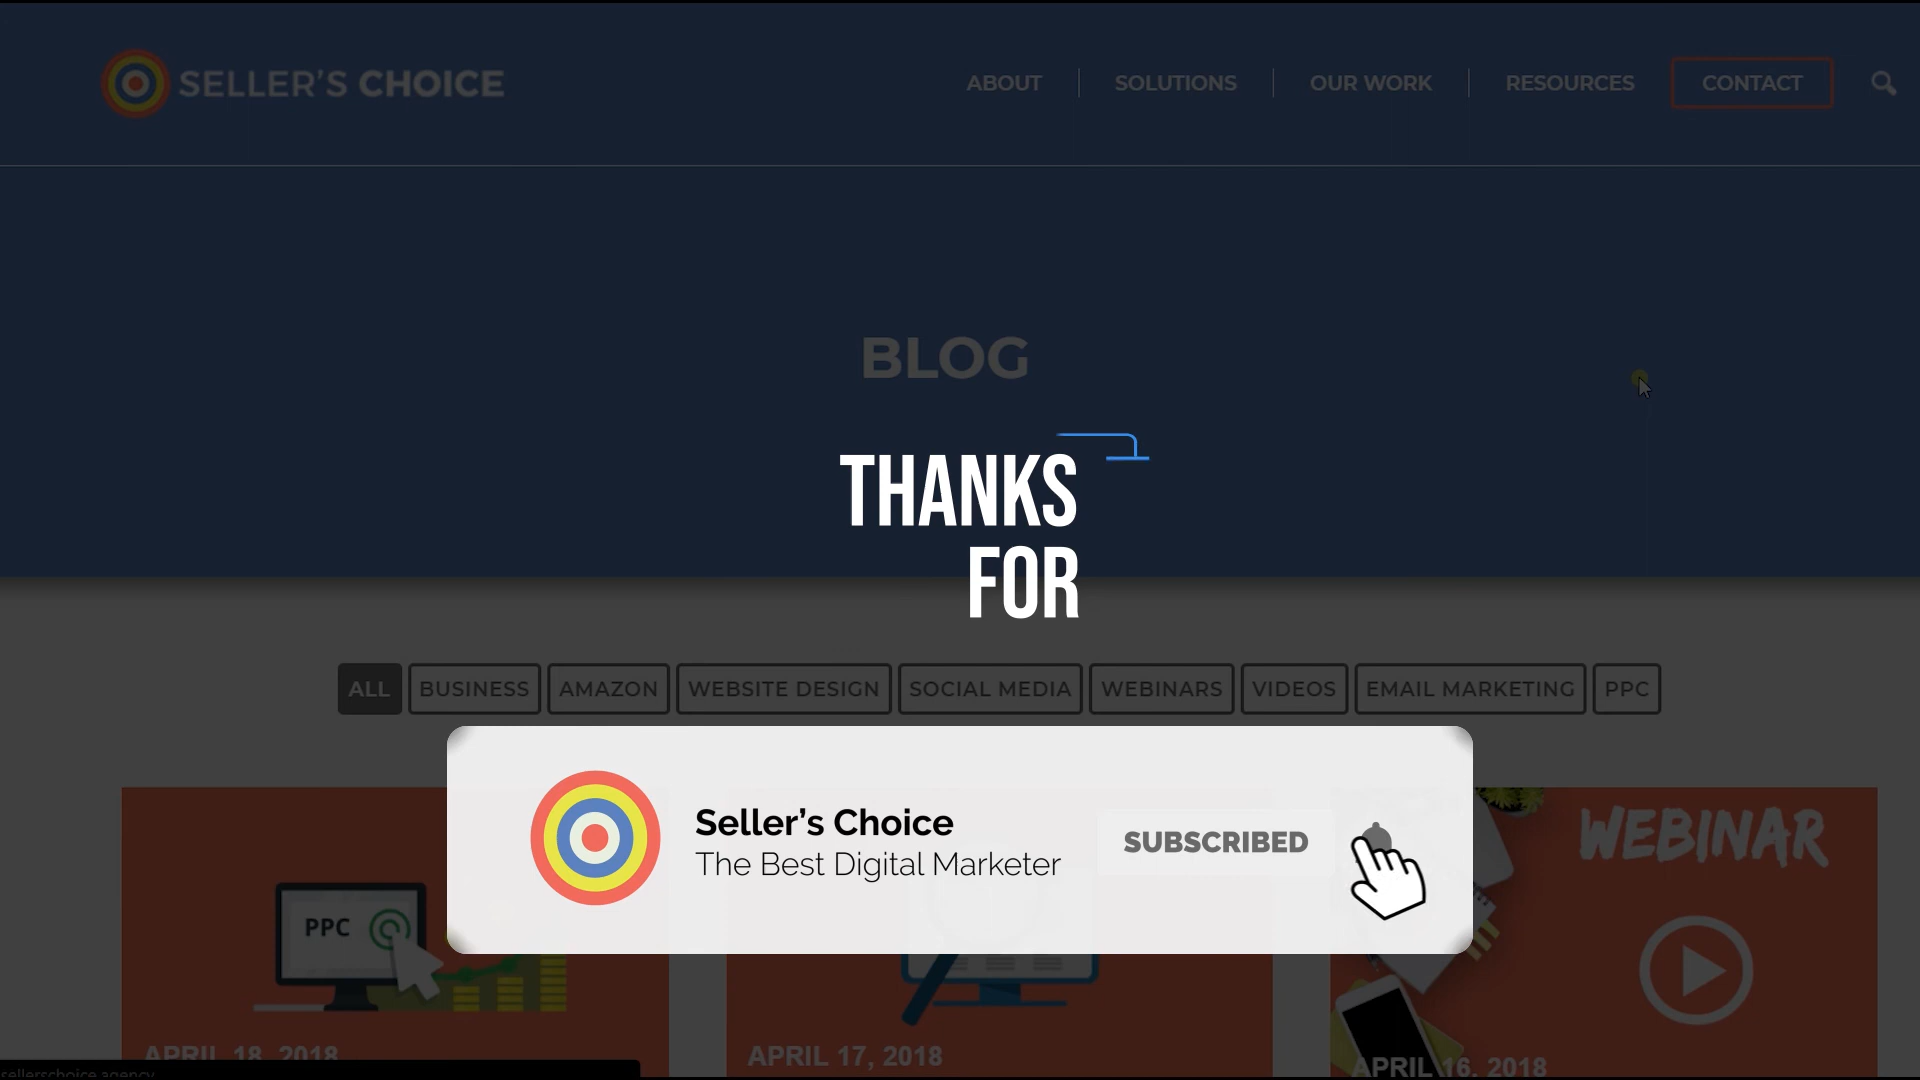 SELLER'S CHOICE
ABOUT
SOLUTIONS
OUR WORK
RESOURCES
CONTACT
BLOG
THANKS
FOR
ALL
BUSINESS
AMAZON
WEBSITE DESIGN
SOCIAL MEDIA
WEBINARS
VIDEOS
EMAIL MARKETING
PPC
Seller's Choice
The Best Digital Marketer
SUBSCRIBED
PPC
WEBINAR
APRIL 18, 2018
APRIL 17, 2018
APRIL 16, 2018
sellerschoice.agency